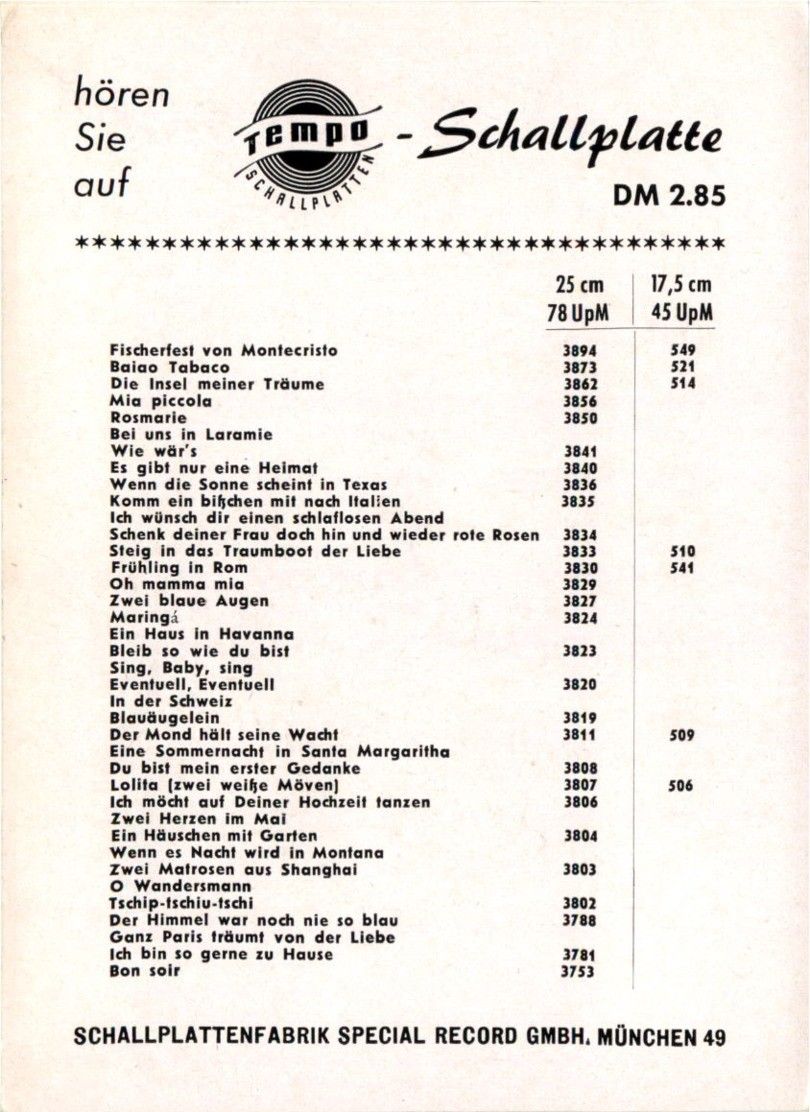 hören
Sie
auf
TEMPO
SCHALLPLATTEN
- Schallplatte
DM 2.85
**************************************
25 cm 17,5 cm
78 UpM 45 UpM
Fischerfest von Montecristo 3894 549
Baiao Tabaco 3873 521
Die Insel meiner Träume 3862 514
Mia piccola 3856
Rosmarie 3850
Bei uns in Laramie
Wie wär's 3841
Es gibt nur eine Heimat 3840
Wenn die Sonne scheint in Texas 3836
Komm ein bißchen mit nach Italien 3835
Ich wünsch dir einen schlaflosen Abend
Schenk deiner Frau doch hin und wieder rote Rosen 3834
Steig in das Traumboot der Liebe 3833 510
Frühling in Rom 3830 541
Oh mamma mia 3829
Zwei blaue Augen 3827
Maringá 3824
Ein Haus in Havanna
Bleib so wie du bist 3823
Sing, Baby, sing
Eventuell, Eventuell 3820
In der Schweiz
Blauäugelein 3819
Der Mond hält seine Wacht 3811 509
Eine Sommernacht in Santa Margaritha
Du bist mein erster Gedanke 3808
Lolita (zwei weiße Möven) 3807 506
Ich möcht auf Deiner Hochzeit tanzen 3806
Zwei Herzen im Mai
Ein Häuschen mit Garten 3804
Wenn es Nacht wird in Montana
Zwei Matrosen aus Shanghai 3803
O Wandersmann
Tschip-tschiu-tschi 3802
Der Himmel war noch nie so blau 3788
Ganz Paris träumt von der Liebe
Ich bin so gerne zu Hause 3781
Bon soir 3753
SCHALLPLATTENFABRIK SPECIAL RECORD GMBH. MÜNCHEN 49